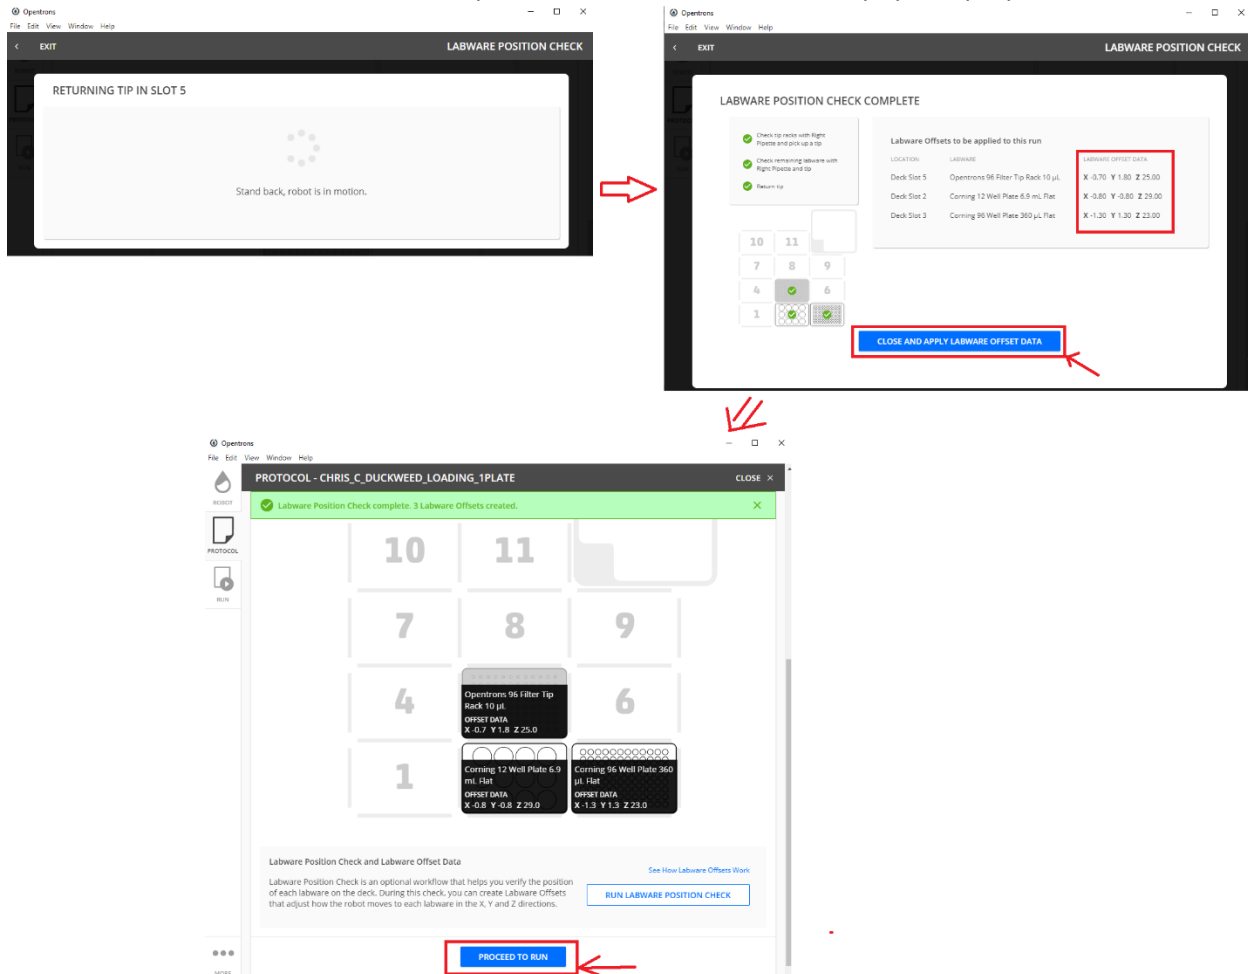 Opentrons
File Edit View Window Help
< EXIT
LABWARE POSITION CHECK
RETURNING TIP IN SLOT 5
Stand back, robot is in motion.
Opentrons
File Edit View Window Help
< EXIT
LABWARE POSITION CHECK
LABWARE POSITION CHECK COMPLETE
Check tip racks with Right
Pipette and pick up a tip
Check remaining labware with
Right Pipette and tip
Return tip
10 11
7 8 9
4 6
1
Labware Offsets to be applied to this run
LOCATION LABWARE LABWARE OFFSET DATA
Deck Slot 5 Opentrons 96 Filter Tip Rack 10 µL X -0.70 Y 1.80 Z 25.00
Deck Slot 2 Corning 12 Well Plate 6.9 mL Flat X -0.80 Y -0.80 Z 29.00
Deck Slot 3 Corning 96 Well Plate 360 µL Flat X -1.30 Y 1.30 Z 23.00
CLOSE AND APPLY LABWARE OFFSET DATA
Opentrons
File Edit View Window Help
ROBOT
PROTOCOL
RUN
MORE
PROTOCOL - CHRIS_C_DUCKWEED_LOADING_1PLATE
CLOSE ×
Labware Position Check complete. 3 Labware Offsets created.
10 11
7 8 9
4
Opentrons 96 Filter Tip
Rack 10 µL
OFFSET DATA
X -0.7 Y 1.8 Z 25.0
6
1
Corning 12 Well Plate 6.9
mL Flat
OFFSET DATA
X -0.8 Y -0.8 Z 29.0
Corning 96 Well Plate 360
µL Flat
OFFSET DATA
X -1.3 Y 1.3 Z 23.0
Labware Position Check and Labware Offset Data
Labware Position Check is an optional workflow that helps you verify the position
of each labware on the deck. During this check, you can create Labware Offsets
that adjust how the robot moves to each labware in the X, Y and Z directions.
See How Labware Offsets Work
RUN LABWARE POSITION CHECK
PROCEED TO RUN